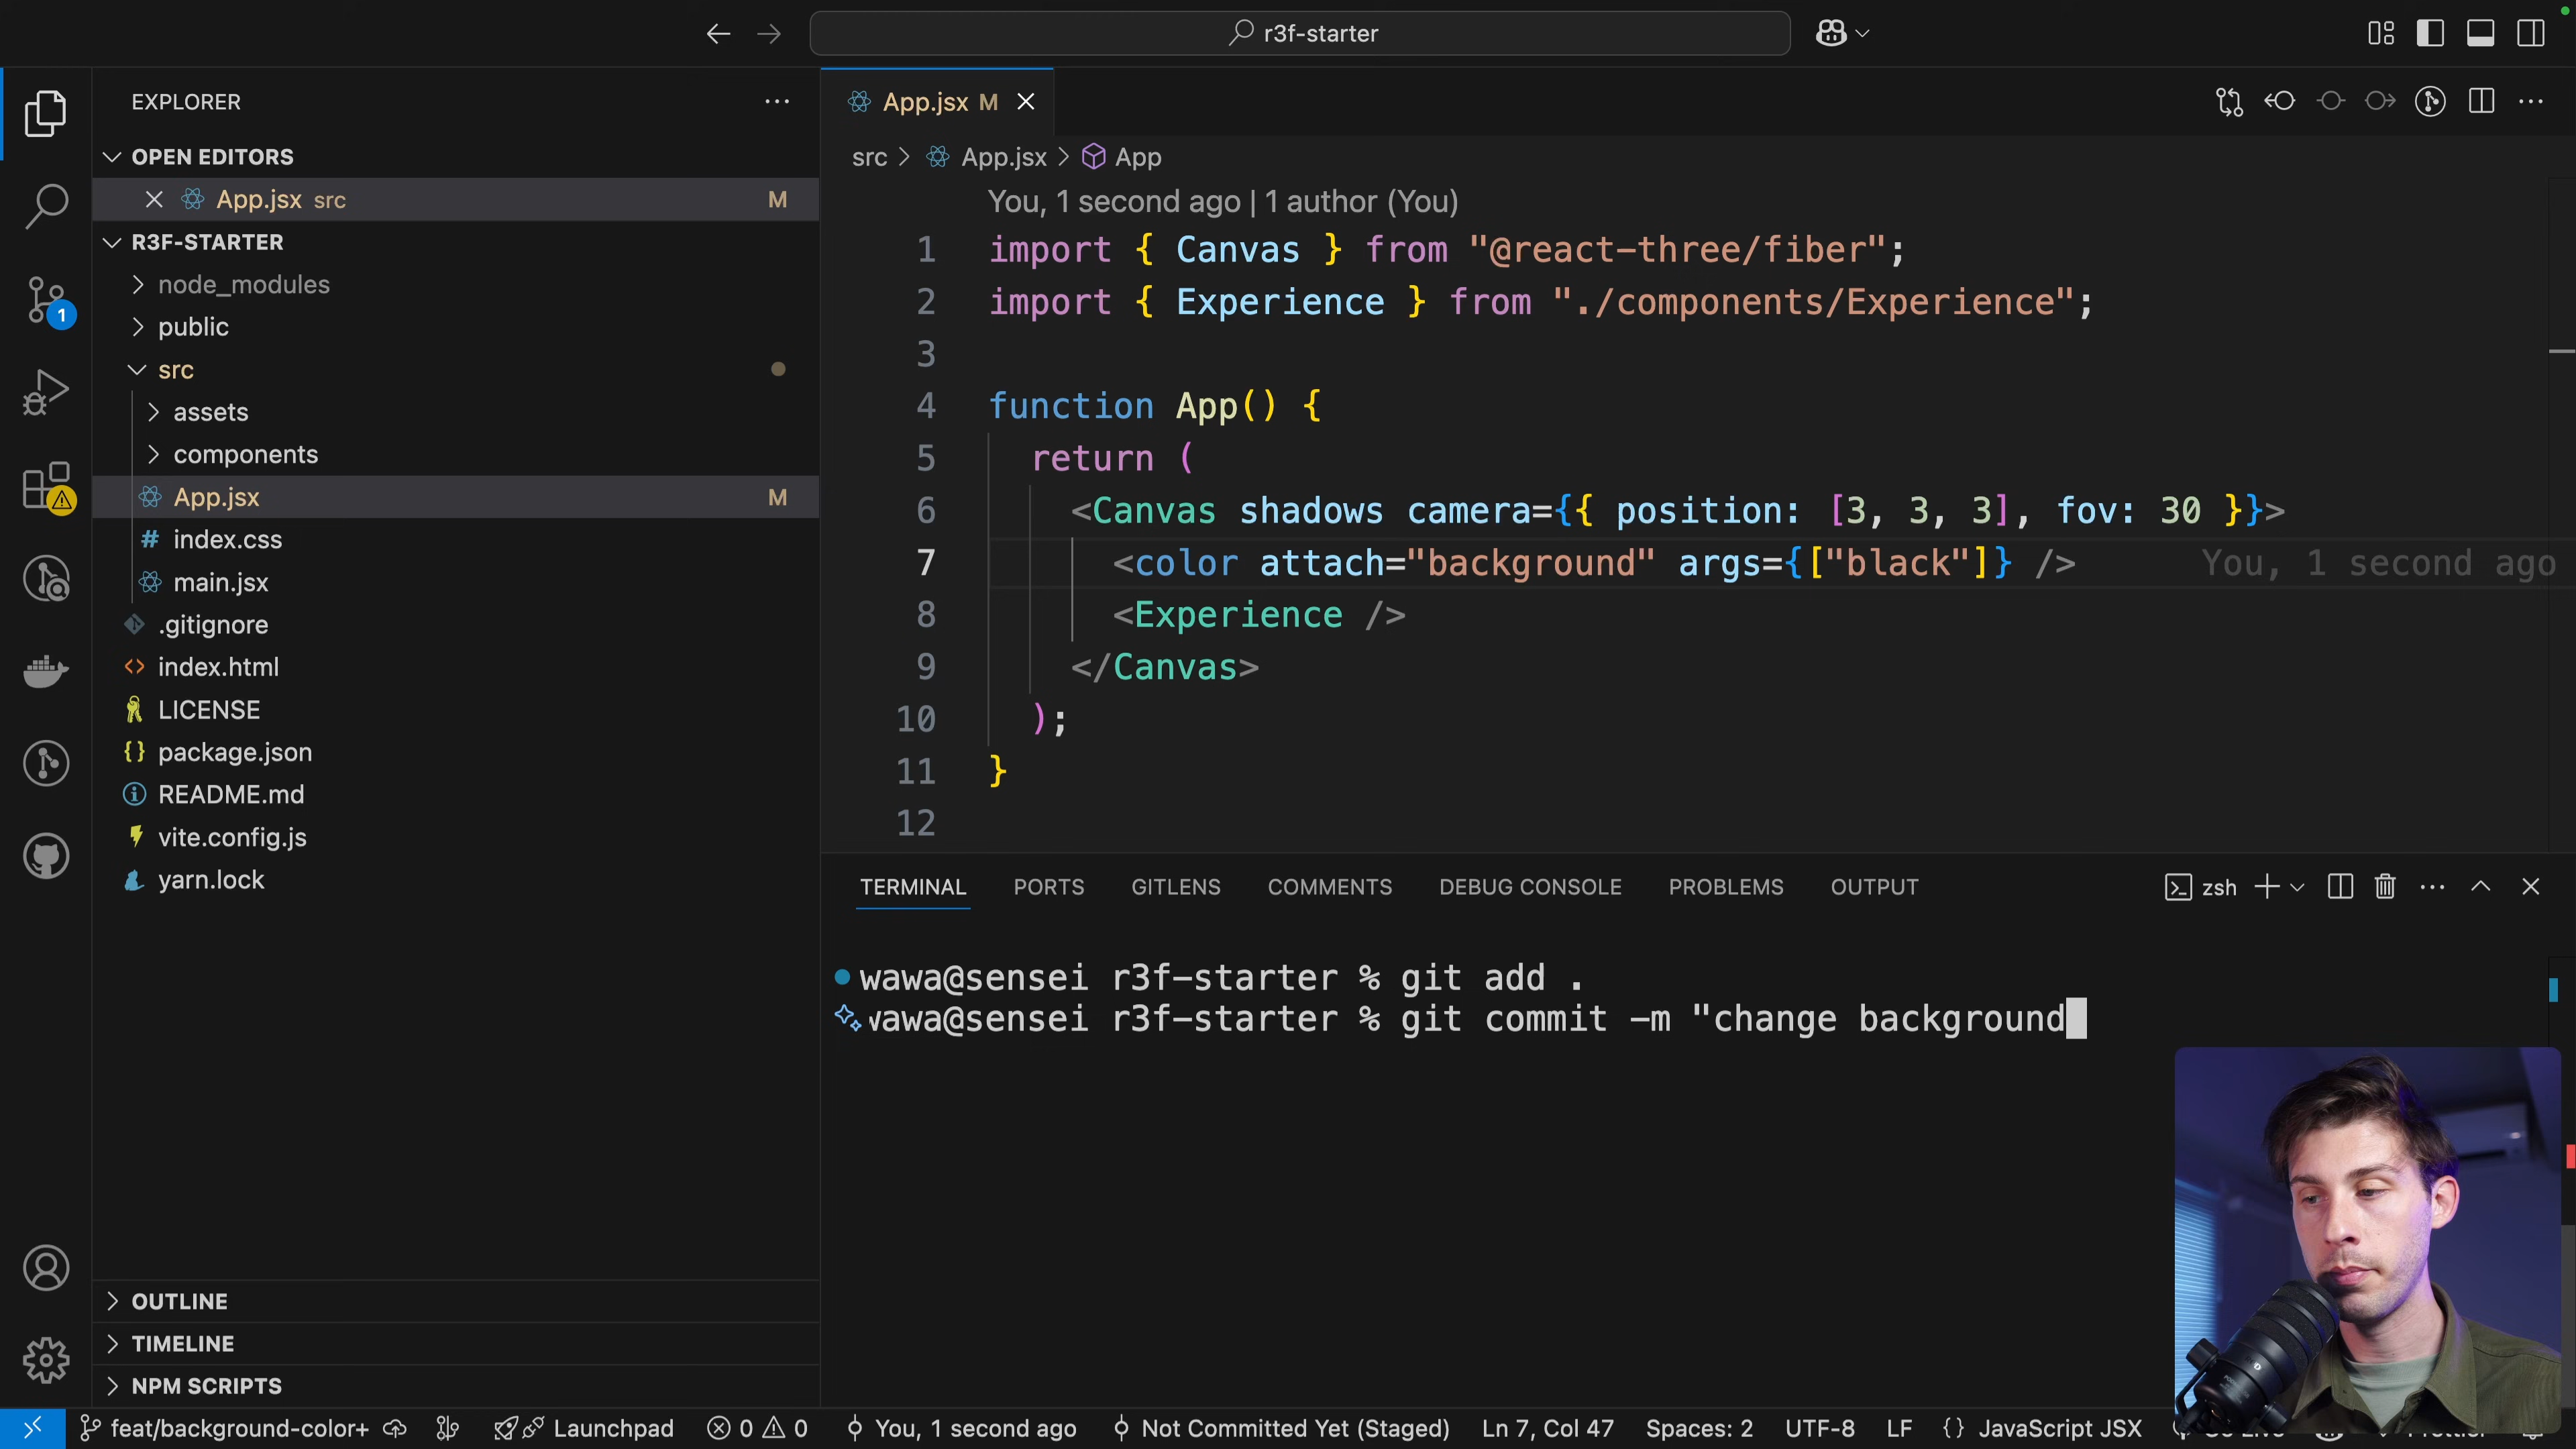 r3f-starter
EXPLORER
OPEN EDITORS
App.jsx src M
R3F-STARTER
node_modules
public
src
assets
components
App.jsx M
index.css
main.jsx
.gitignore
index.html
LICENSE
package.json
README.md
vite.config.js
yarn.lock
OUTLINE
TIMELINE
NPM SCRIPTS
1
App.jsx M
src > App.jsx > App
You, 1 second ago | 1 author (You)
1 import { Canvas } from "@react-three/fiber";
2 import { Experience } from "./components/Experience";
3
4 function App() {
5 return (
6 <Canvas shadows camera={{ position: [3, 3, 3], fov: 30 }}>
7 <color attach="background" args={["black"]} /> You, 1 second ago
8 <Experience />
9 </Canvas>
10 );
11 }
12
TERMINAL PORTS GITLENS COMMENTS DEBUG CONSOLE PROBLEMS OUTPUT zsh
wawa@sensei r3f-starter % git add .
wawa@sensei r3f-starter % git commit -m "change background
feat/background-color+ Launchpad 0 0 You, 1 second ago Not Committed Yet (Staged) Ln 7, Col 47 Spaces: 2 UTF-8 LF {} JavaScript JSX